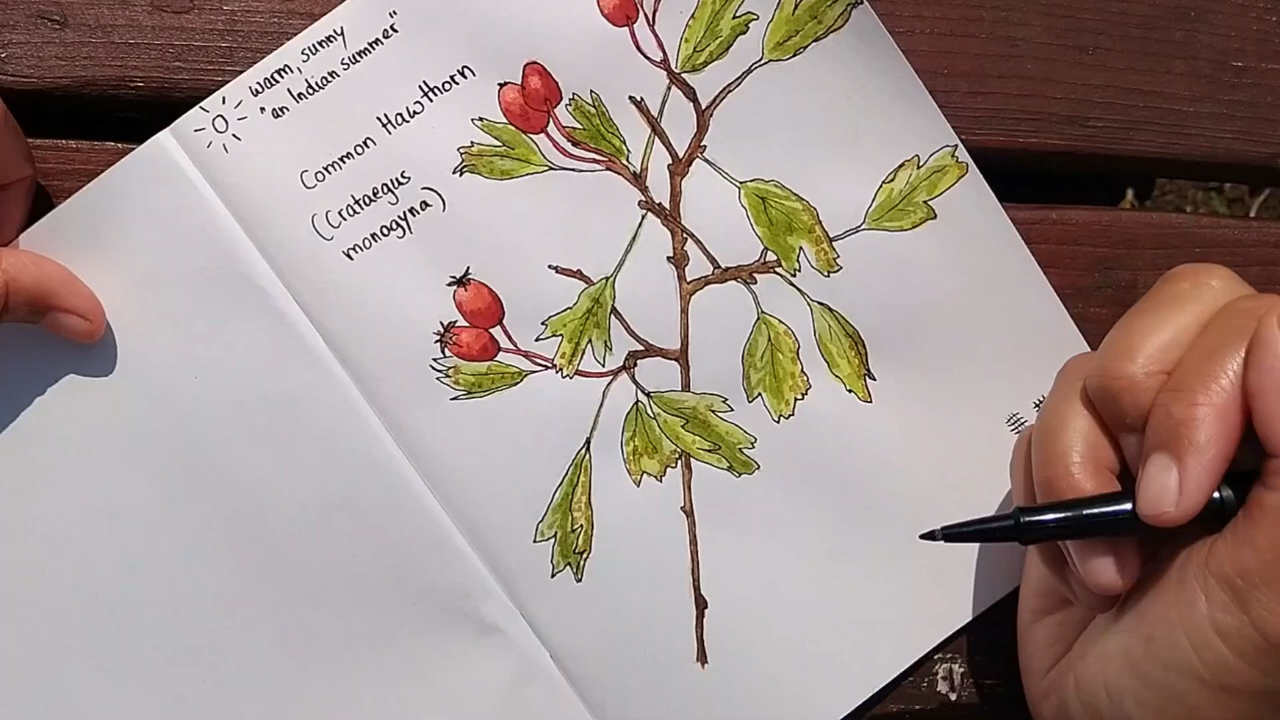 warm, sunny
"an Indian summer"
Common Hawthorn
(Crataegus
monogyna)